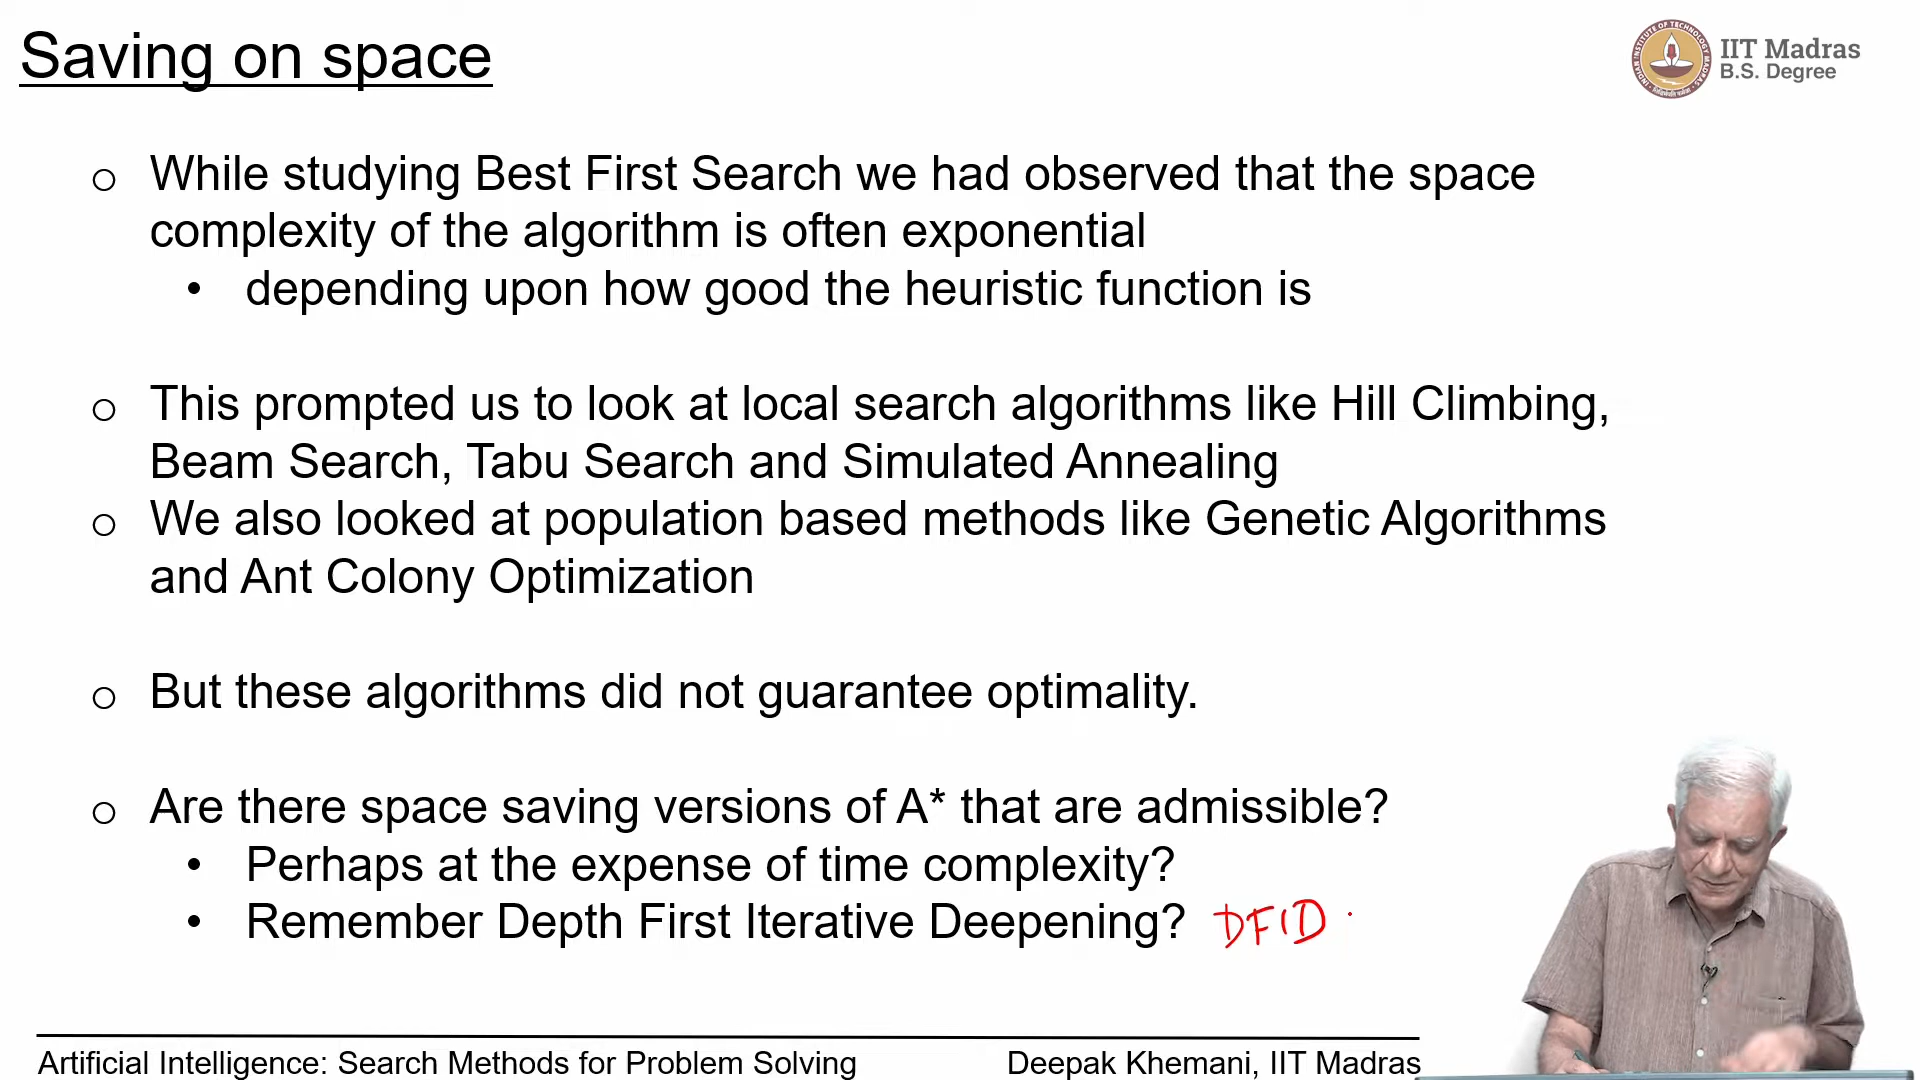 Saving on space
IIT Madras
B.S. Degree
o While studying Best First Search we had observed that the space
complexity of the algorithm is often exponential
• depending upon how good the heuristic function is
o This prompted us to look at local search algorithms like Hill Climbing,
Beam Search, Tabu Search and Simulated Annealing
o We also looked at population based methods like Genetic Algorithms
and Ant Colony Optimization
o But these algorithms did not guarantee optimality.
o Are there space saving versions of A* that are admissible?
• Perhaps at the expense of time complexity?
• Remember Depth First Iterative Deepening? DFID
Artificial Intelligence: Search Methods for Problem Solving
Deepak Khemani, IIT Madras